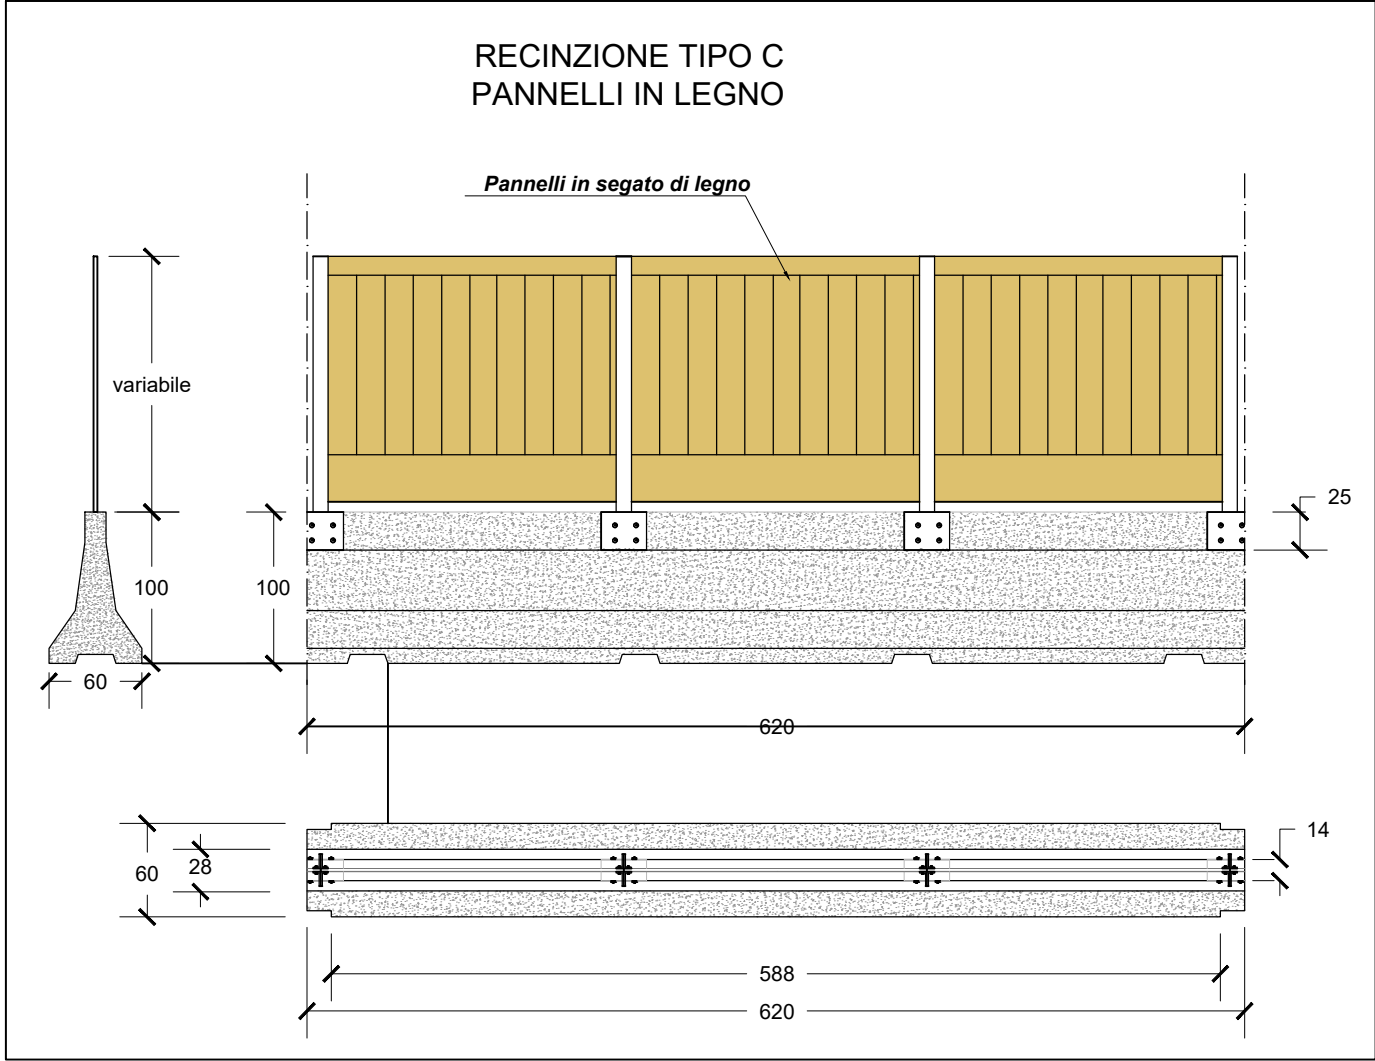 RECINZIONE TIPO C
PANNELLI IN LEGNO
Pannelli in segato di legno
variabile
25
100
100
60
620
14
60
28
588
620